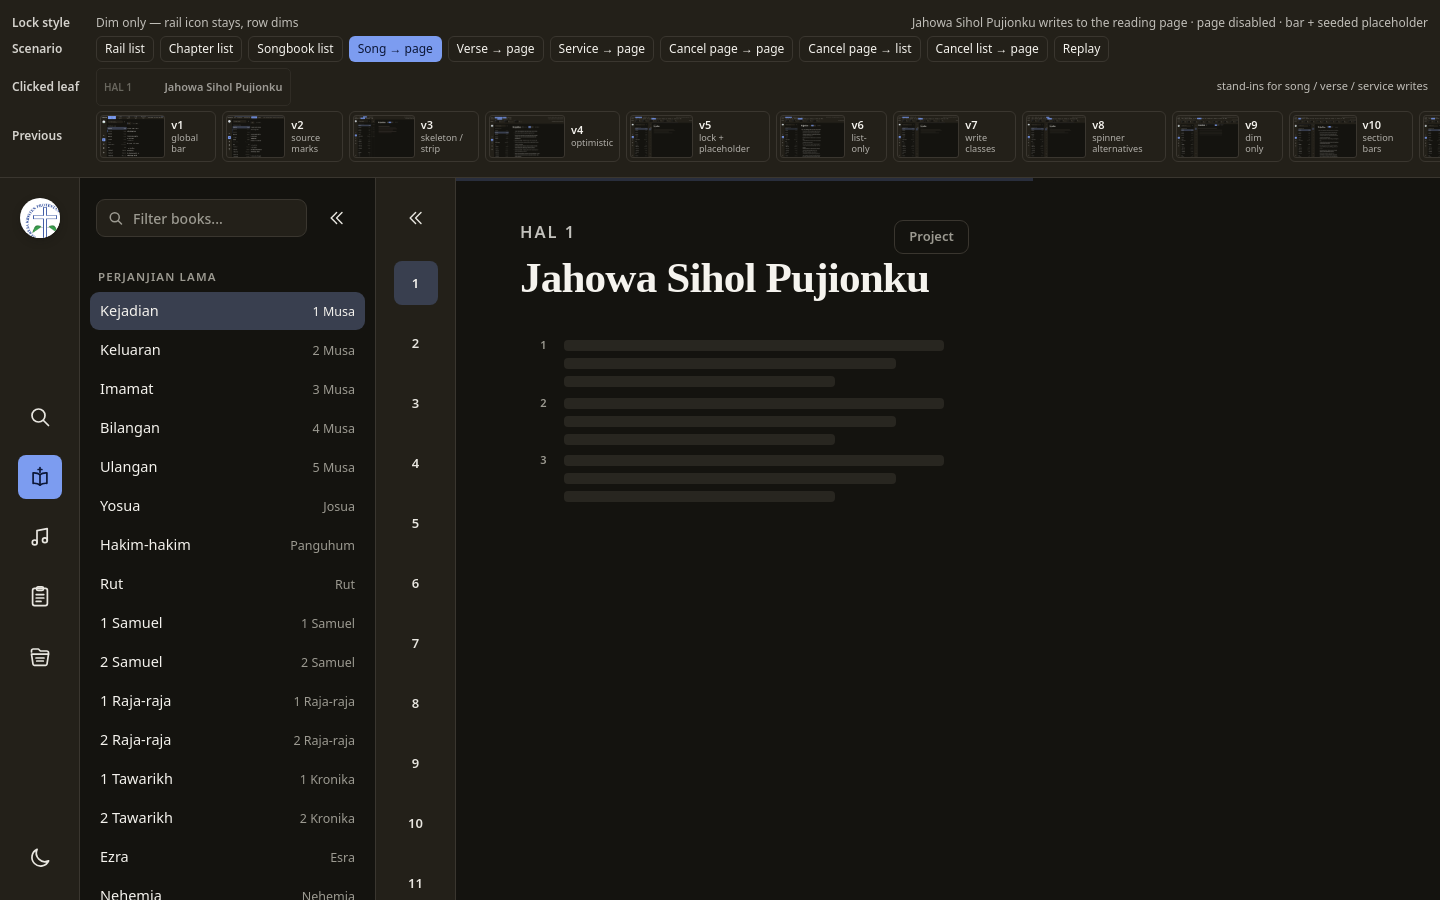 Lock style Dim only — rail icon stays, row dims Jahowa Sihol Pujionku writes to the reading page · page disabled · bar + seeded placeholder
Scenario Rail list Chapter list Songbook list Song → page Verse → page Service → page Cancel page → page Cancel page → list Cancel list → page Replay
Clicked leaf HAL 1 Jahowa Sihol Pujionku stand-ins for song / verse / service writes
Previous
v1 global bar
v2 source marks
v3 skeleton / strip
v4 optimistic
v5 lock + placeholder
v6 list-only
v7 write classes
v8 spinner alternatives
v9 dim only
v10 section bars
Filter books...
PERJANJIAN LAMA
Kejadian 1 Musa
Keluaran 2 Musa
Imamat 3 Musa
Bilangan 4 Musa
Ulangan 5 Musa
Yosua Josua
Hakim-hakim Panguhum
Rut Rut
1 Samuel 1 Samuel
2 Samuel 2 Samuel
1 Raja-raja 1 Raja-raja
2 Raja-raja 2 Raja-raja
1 Tawarikh 1 Kronika
2 Tawarikh 2 Kronika
Ezra Esra
Nehemia Nehemia
1
2
3
4
5
6
7
8
9
10
11
HAL 1
Project
Jahowa Sihol Pujionku
1
2
3